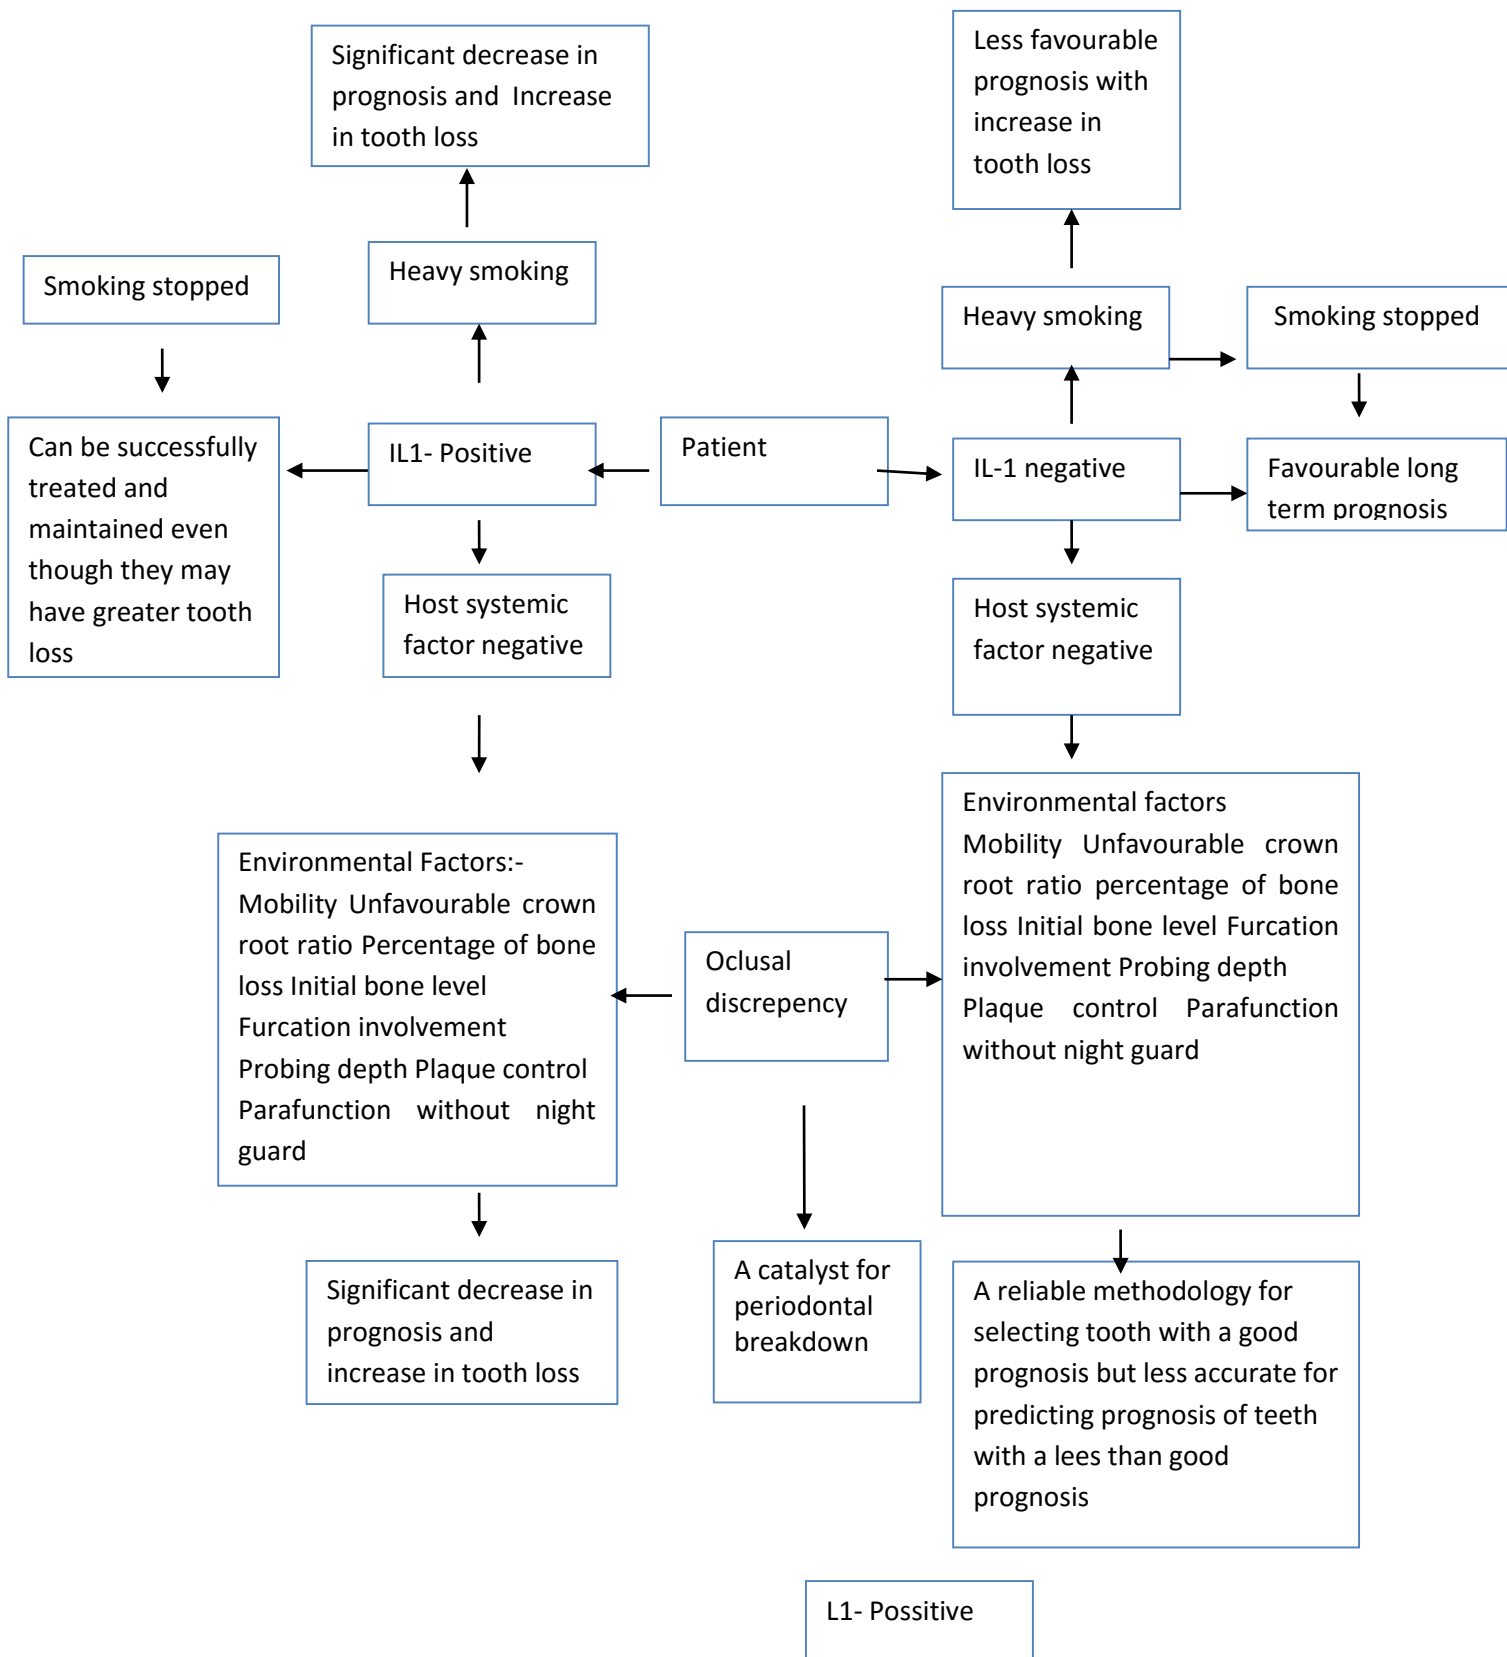 Significant decrease in
prognosis and Increase
in tooth loss
Less favourable
prognosis with
increase in
tooth loss
Smoking stopped
Heavy smoking
Heavy smoking
Smoking stopped
Can be successfully
treated and
maintained even
though they may
have greater tooth
loss
IL1- Positive
Patient
IL-1 negative
Favourable long
term prognosis
Host systemic
factor negative
Host systemic
factor negative
Environmental Factors:-
Mobility Unfavourable crown
root ratio Percentage of bone
loss Initial bone level
Furcation involvement
Probing depth Plaque control
Parafunction without night
guard
Oclusal
discrepency
Environmental factors
Mobility Unfavourable crown
root ratio percentage of bone
loss Initial bone level Furcation
involvement Probing depth
Plaque control Parafunction
without night guard
Significant decrease in
prognosis and
increase in tooth loss
A catalyst for
periodontal
breakdown
A reliable methodology for
selecting tooth with a good
prognosis but less accurate for
predicting prognosis of teeth
with a lees than good
prognosis
L1- Possitive